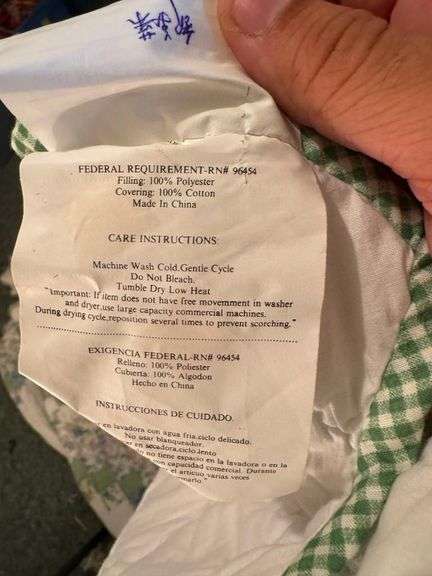 FEDERAL REQUIREMENT-RN# 96454
Filling: 100% Polyester
Covering: 100% Cotton
Made In China
CARE INSTRUCTIONS:
Machine Wash Cold.Gentle Cycle
Do Not Bleach.
Tumble Dry Low Heat
"Important: If item does not have free movemment in washer
and dryer,use large capacity commercial machines.
During drying cycle,reposition several times to prevent scorching."
EXIGENCIA FEDERAL-RN# 96454
Relleno: 100% Poliester
Cubierta: 100% Algodon
Hecho en China
INSTRUCCIONES DE CUIDADO.
en lavadora con agua fria.ciclo delicado.
No usar blanqueador.
en secadora,ciclo.lento
no tiene espacio en la lavadora o en la
capacidad comercial. Durante
el articuo varias veces